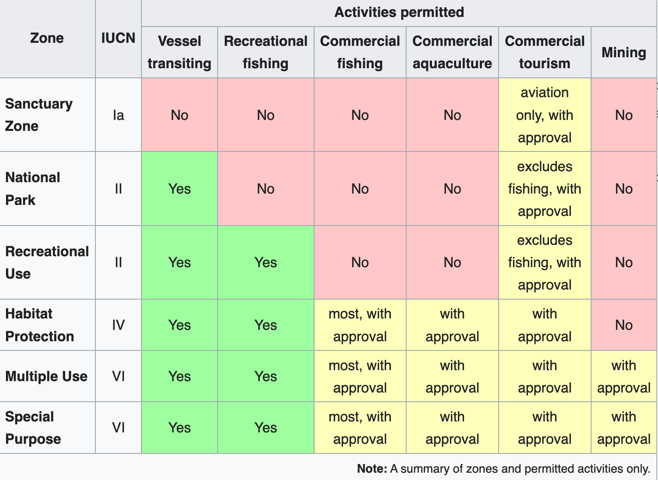 Zone
IUCN
Activities permitted
Vessel
transiting
Recreational
fishing
Commercial
fishing
Commercial
aquaculture
Commercial
tourism
Mining
Sanctuary
Zone
Ia
No
No
No
No
aviation
only, with
approval
No
National
Park
II
Yes
No
No
No
excludes
fishing, with
approval
No
Recreational
Use
II
Yes
Yes
No
No
excludes
fishing, with
approval
No
Habitat
Protection
IV
Yes
Yes
most, with
approval
with
approval
with
approval
No
Multiple Use
VI
Yes
Yes
most, with
approval
with
approval
with
approval
with
approval
Special
Purpose
VI
Yes
Yes
most, with
approval
with
approval
with
approval
with
approval
Note: A summary of zones and permitted activities only.